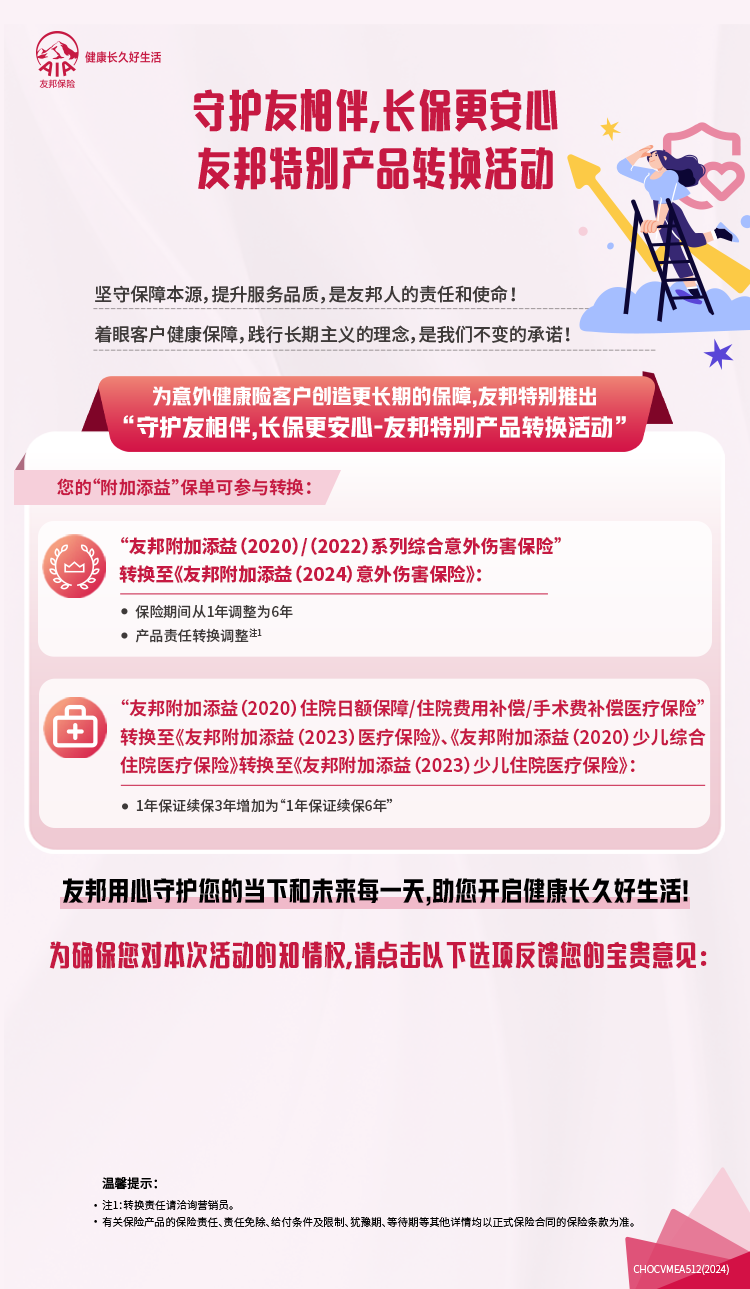 AIA
友邦保险
健康长久好生活
守护友相伴,长保更安心
友邦特别产品转换活动
坚守保障本源，提升服务品质，是友邦人的责任和使命！
着眼客户健康保障，践行长期主义的理念，是我们不变的承诺！
为意外健康险客户创造更长期的保障,友邦特别推出
“守护友相伴,长保更安心-友邦特别产品转换活动”
您的“附加添益”保单可参与转换：
“友邦附加添益（2020）/（2022）系列综合意外伤害保险”
转换至《友邦附加添益（2024）意外伤害保险》：
● 保险期间从1年调整为6年
● 产品责任转换调整注1
“友邦附加添益（2020）住院日额保障/住院费用补偿/手术费补偿医疗保险”
转换至《友邦附加添益（2023）医疗保险》、《友邦附加添益（2020）少儿综合
住院医疗保险》转换至《友邦附加添益（2023）少儿住院医疗保险》：
● 1年保证续保3年增加为“1年保证续保6年”
友邦用心守护您的当下和未来每一天,助您开启健康长久好生活!
为确保您对本次活动的知情权,请点击以下选项反馈您的宝贵意见：
温馨提示：
• 注1：转换责任请洽询营销员。
• 有关保险产品的保险责任、责任免除、给付条件及限制、犹豫期、等待期等其他详情均以正式保险合同的保险条款为准。
CHOCVMEA512(2024)